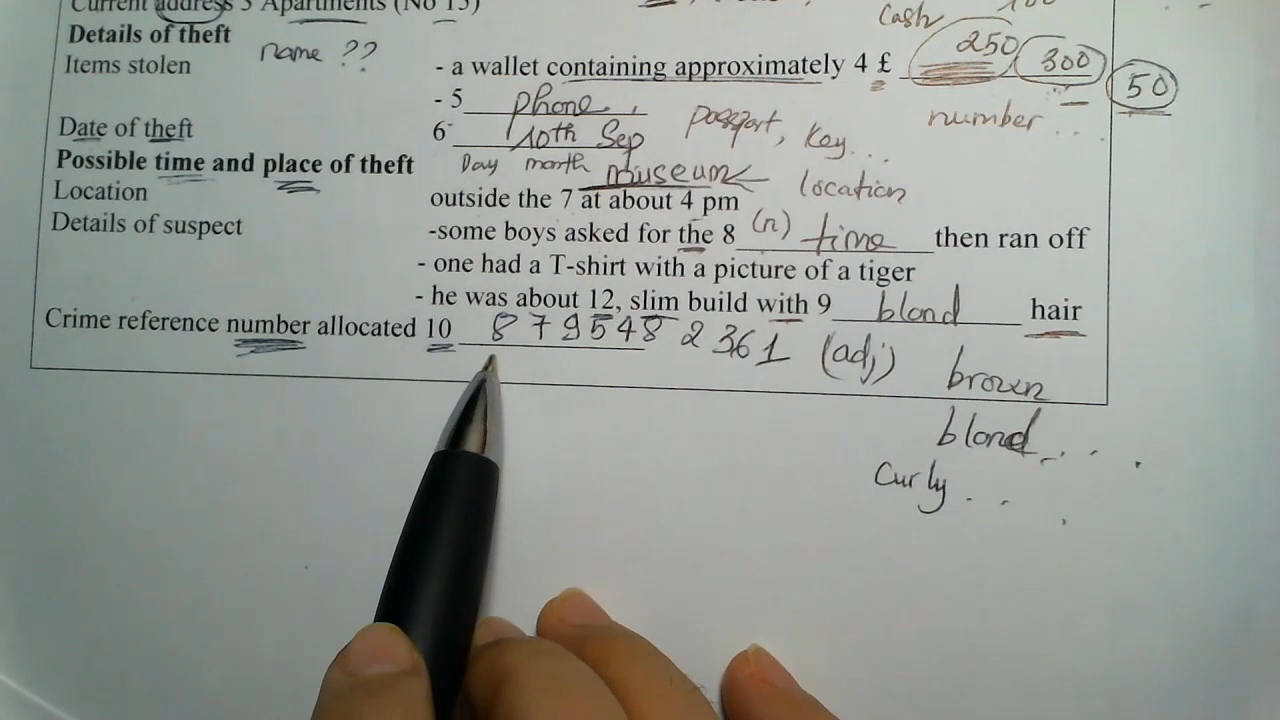 Current address 3 Apartments (No 15)
Cash
Details of theft
name ??
Items stolen - a wallet containing approximately 4 £ 250 300 50
- 5 phone
number ...
Date of theft 6 10th Sep passport, key...
Day month
Possible time and place of theft
museum location
Location outside the 7 at about 4 pm
Details of suspect -some boys asked for the 8 (n) time then ran off
- one had a T-shirt with a picture of a tiger
- he was about 12, slim build with 9 blond hair
Crime reference number allocated 10 8795482361 (adj) brown
blond...
Curly...